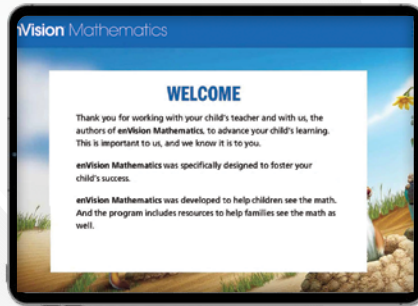 nVision Mathematics
WELCOME
Thank you for working with your child's teacher and with us, the
authors of enVision Mathematics, to advance your child's learning.
This is important to us, and we know it is to you.
enVision Mathematics was specifically designed to foster your
child's success.
enVision Mathematics was developed to help children see the math.
And the program includes resources to help families see the math as
well.